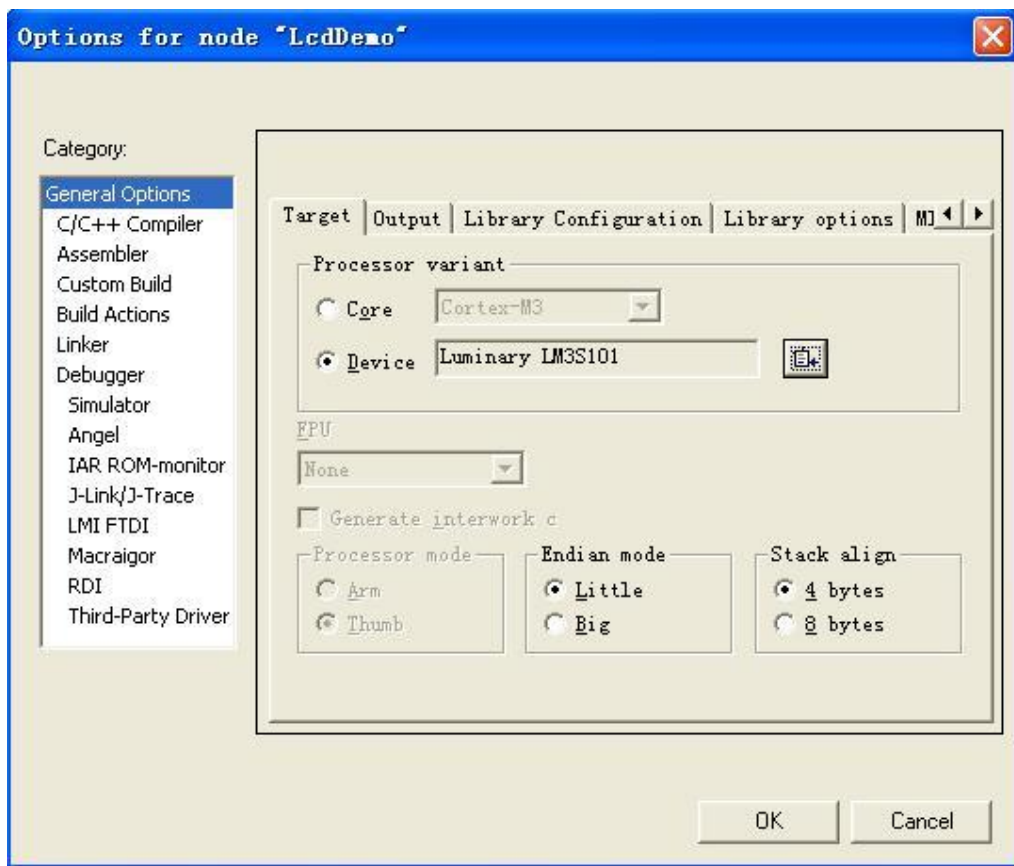 Options for node "LcdDemo"
Category:
General Options
C/C++ Compiler
Assembler
Custom Build
Build Actions
Linker
Debugger
Simulator
Angel
IAR ROM-monitor
J-Link/J-Trace
LMI FTDI
Macraigor
RDI
Third-Party Driver
Target Output Library Configuration Library options MI
Processor variant
Core Cortex-M3
Device Luminary LM3S101
FPU
None
Generate interwork c
Processor mode
Arm
Thumb
Endian mode
Little
Big
Stack align
4 bytes
8 bytes
OK Cancel